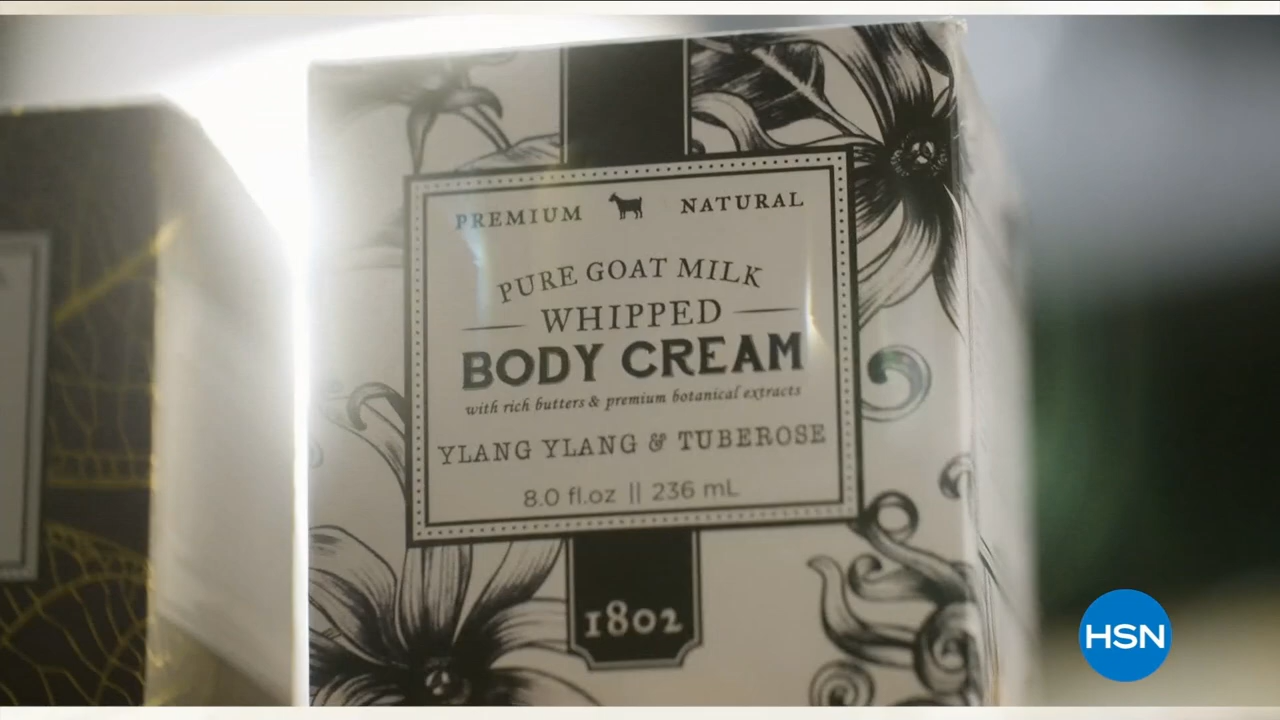 PREMIUM NATURAL
PURE GOAT MILK
WHIPPED
BODY CREAM
with rich butters & premium botanical extracts
YLANG YLANG & TUBEROSE
8.0 fl.oz || 236 mL
1802
HSN